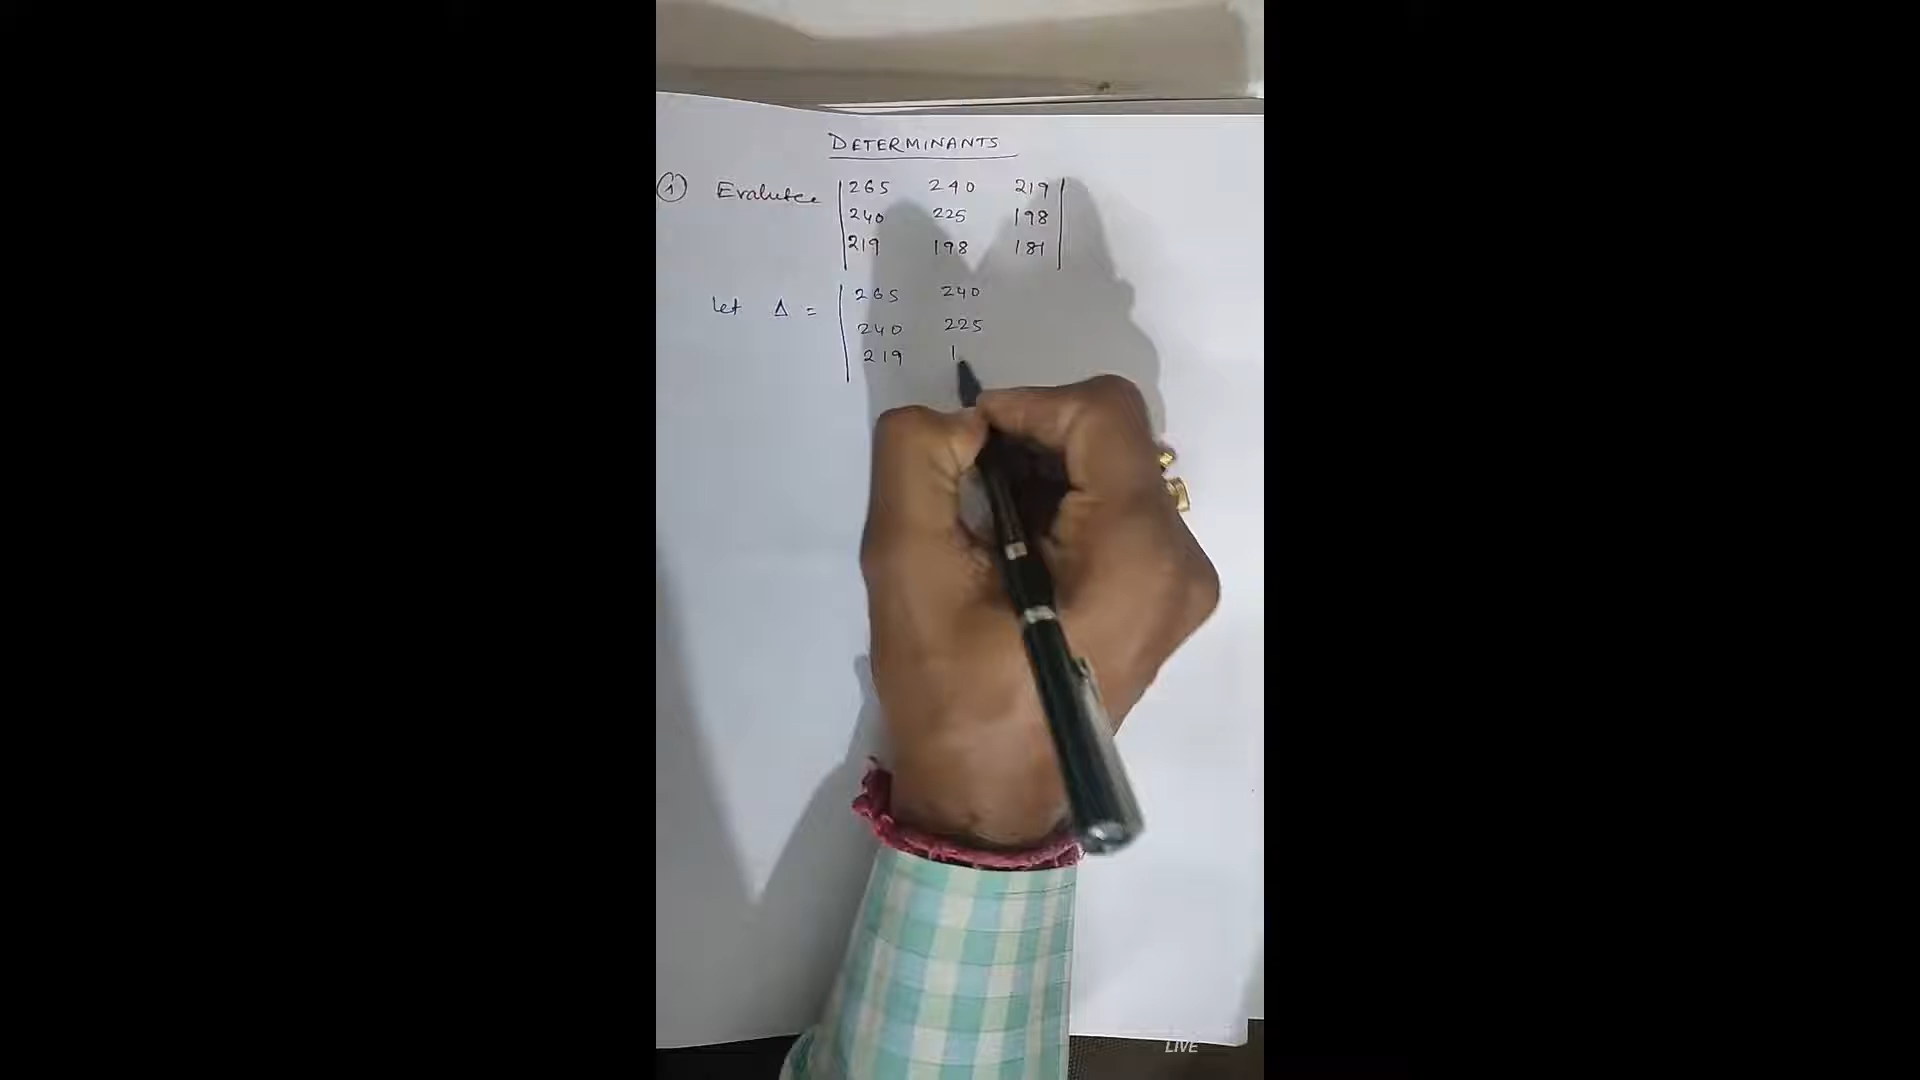 DETERMINANTS
① Evalutee | 265 240 219 |
| 240 225 198 |
| 219 198 181 |
let Δ = | 265 240
240 225
219 1
LIVE